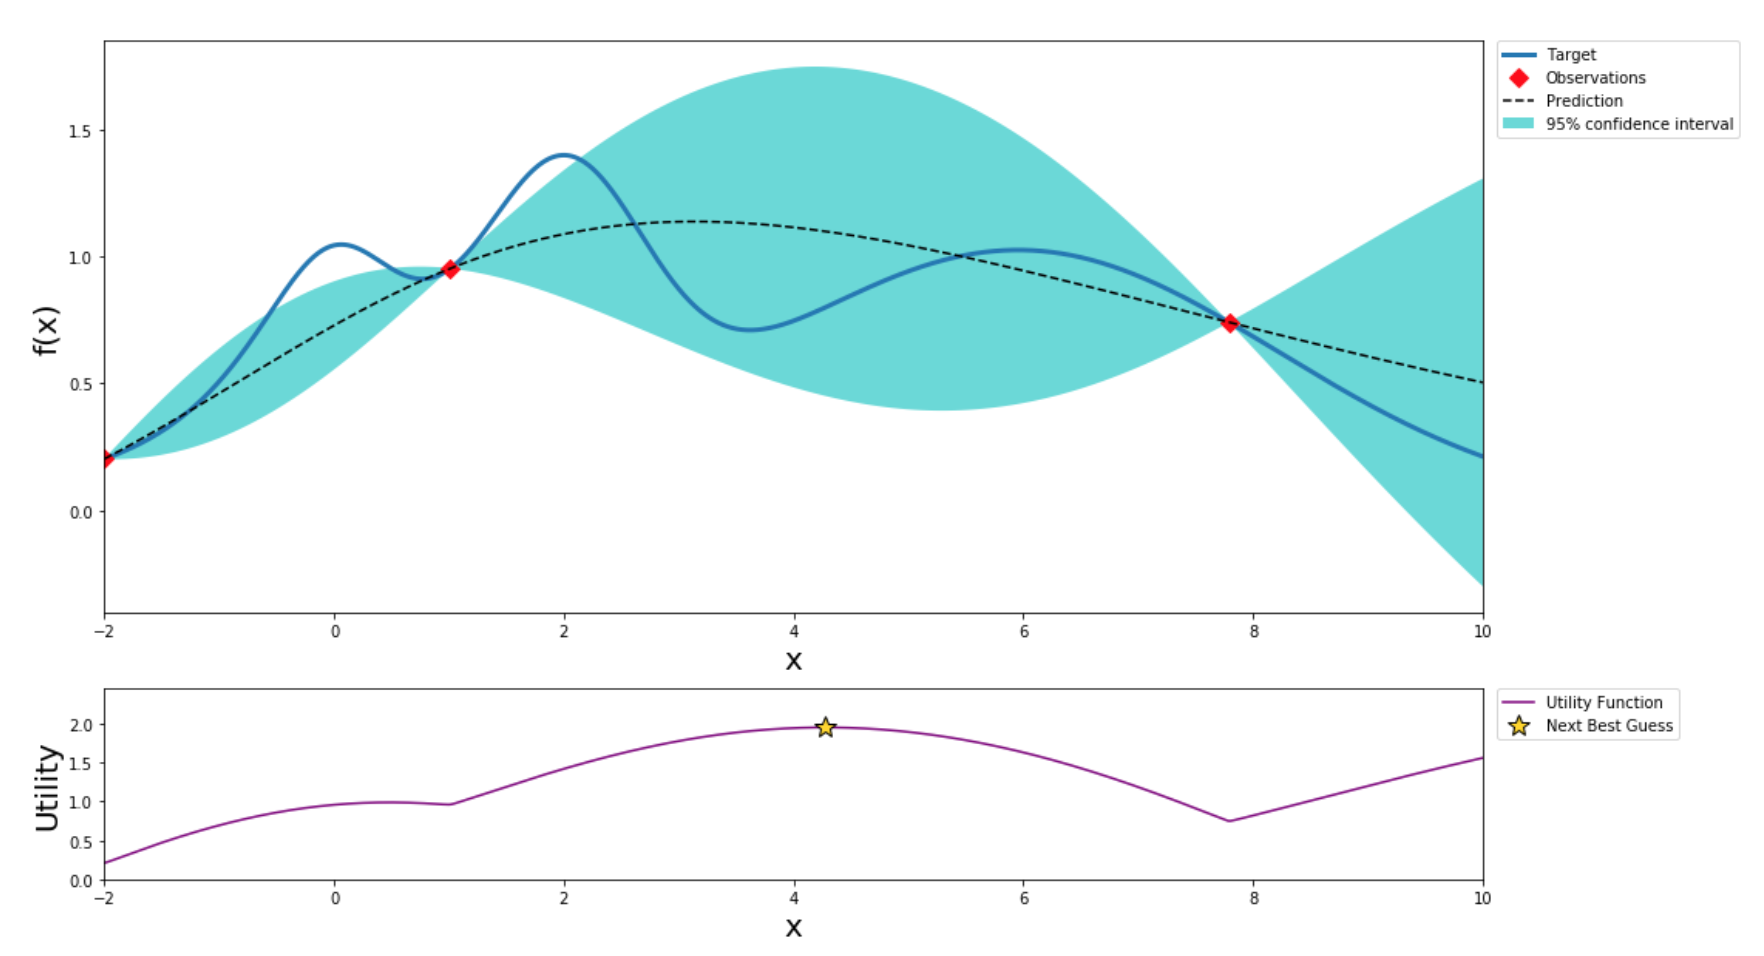 f(x)
1.5
1.0
0.5
0.0
−2 0 2 4 6 8 10
x
Target
Observations
Prediction
95% confidence interval
Utility
2.0
1.5
1.0
0.5
0.0
−2 0 2 4 6 8 10
x
Utility Function
Next Best Guess